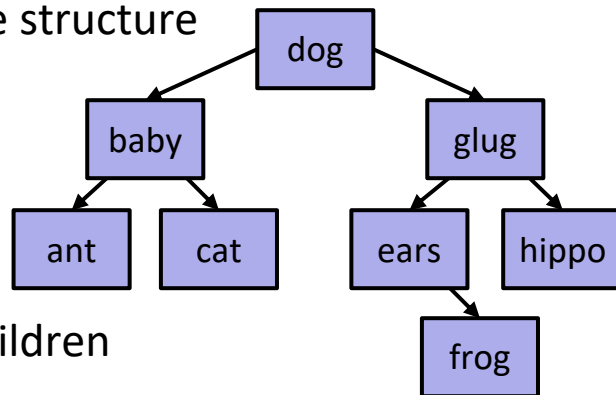 e structure
dog
baby glug
ant cat ears hippo
ildren
frog